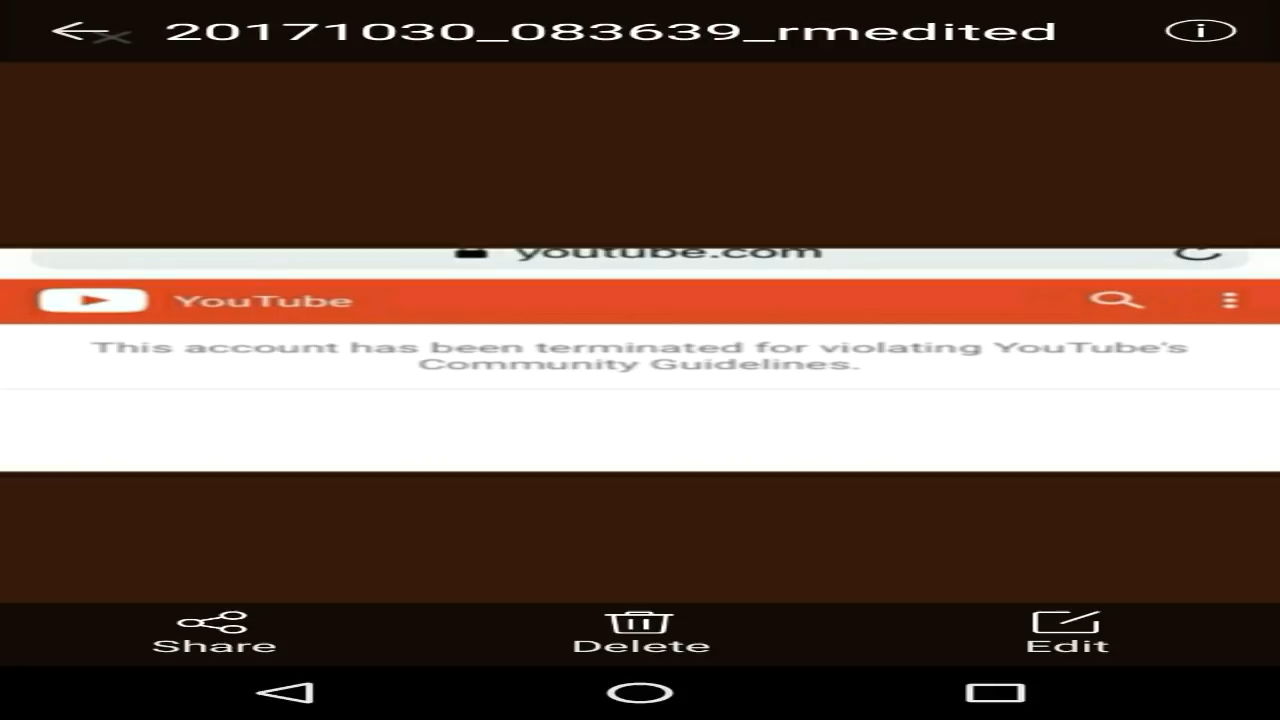 20171030_083639_rmedited
youtube.com
YouTube
This account has been terminated for violating YouTube's
Community Guidelines.
Share Delete Edit